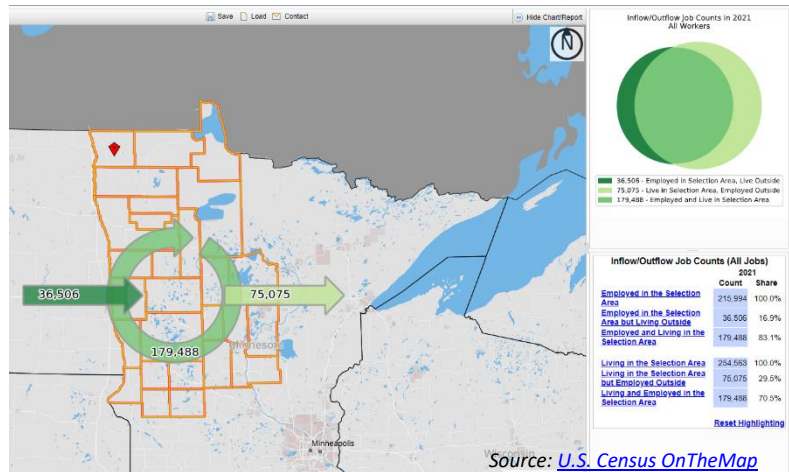 Save Load Contact
Hide Chart/Report
N
36,506
75,075
179,488
Minnesota
Minneapolis
Wisconsin
Inflow/Outflow Job Counts in 2021
All Workers
36,506 - Employed in Selection Area, Live Outside
75,075 - Live in Selection Area, Employed Outside
179,488 - Employed and Live in Selection Area
Inflow/Outflow Job Counts (All Jobs)
2021
Count Share
Employed in the Selection
Area 215,994 100.0%
Employed in the Selection
Area but Living Outside 36,506 16.9%
Employed and Living in the
Selection Area 179,488 83.1%
Living in the Selection Area 254,563 100.0%
Living in the Selection Area
but Employed Outside 75,075 29.5%
Living and Employed in the
Selection Area 179,488 70.5%
Reset Highlighting
Source: U.S. Census OnTheMap